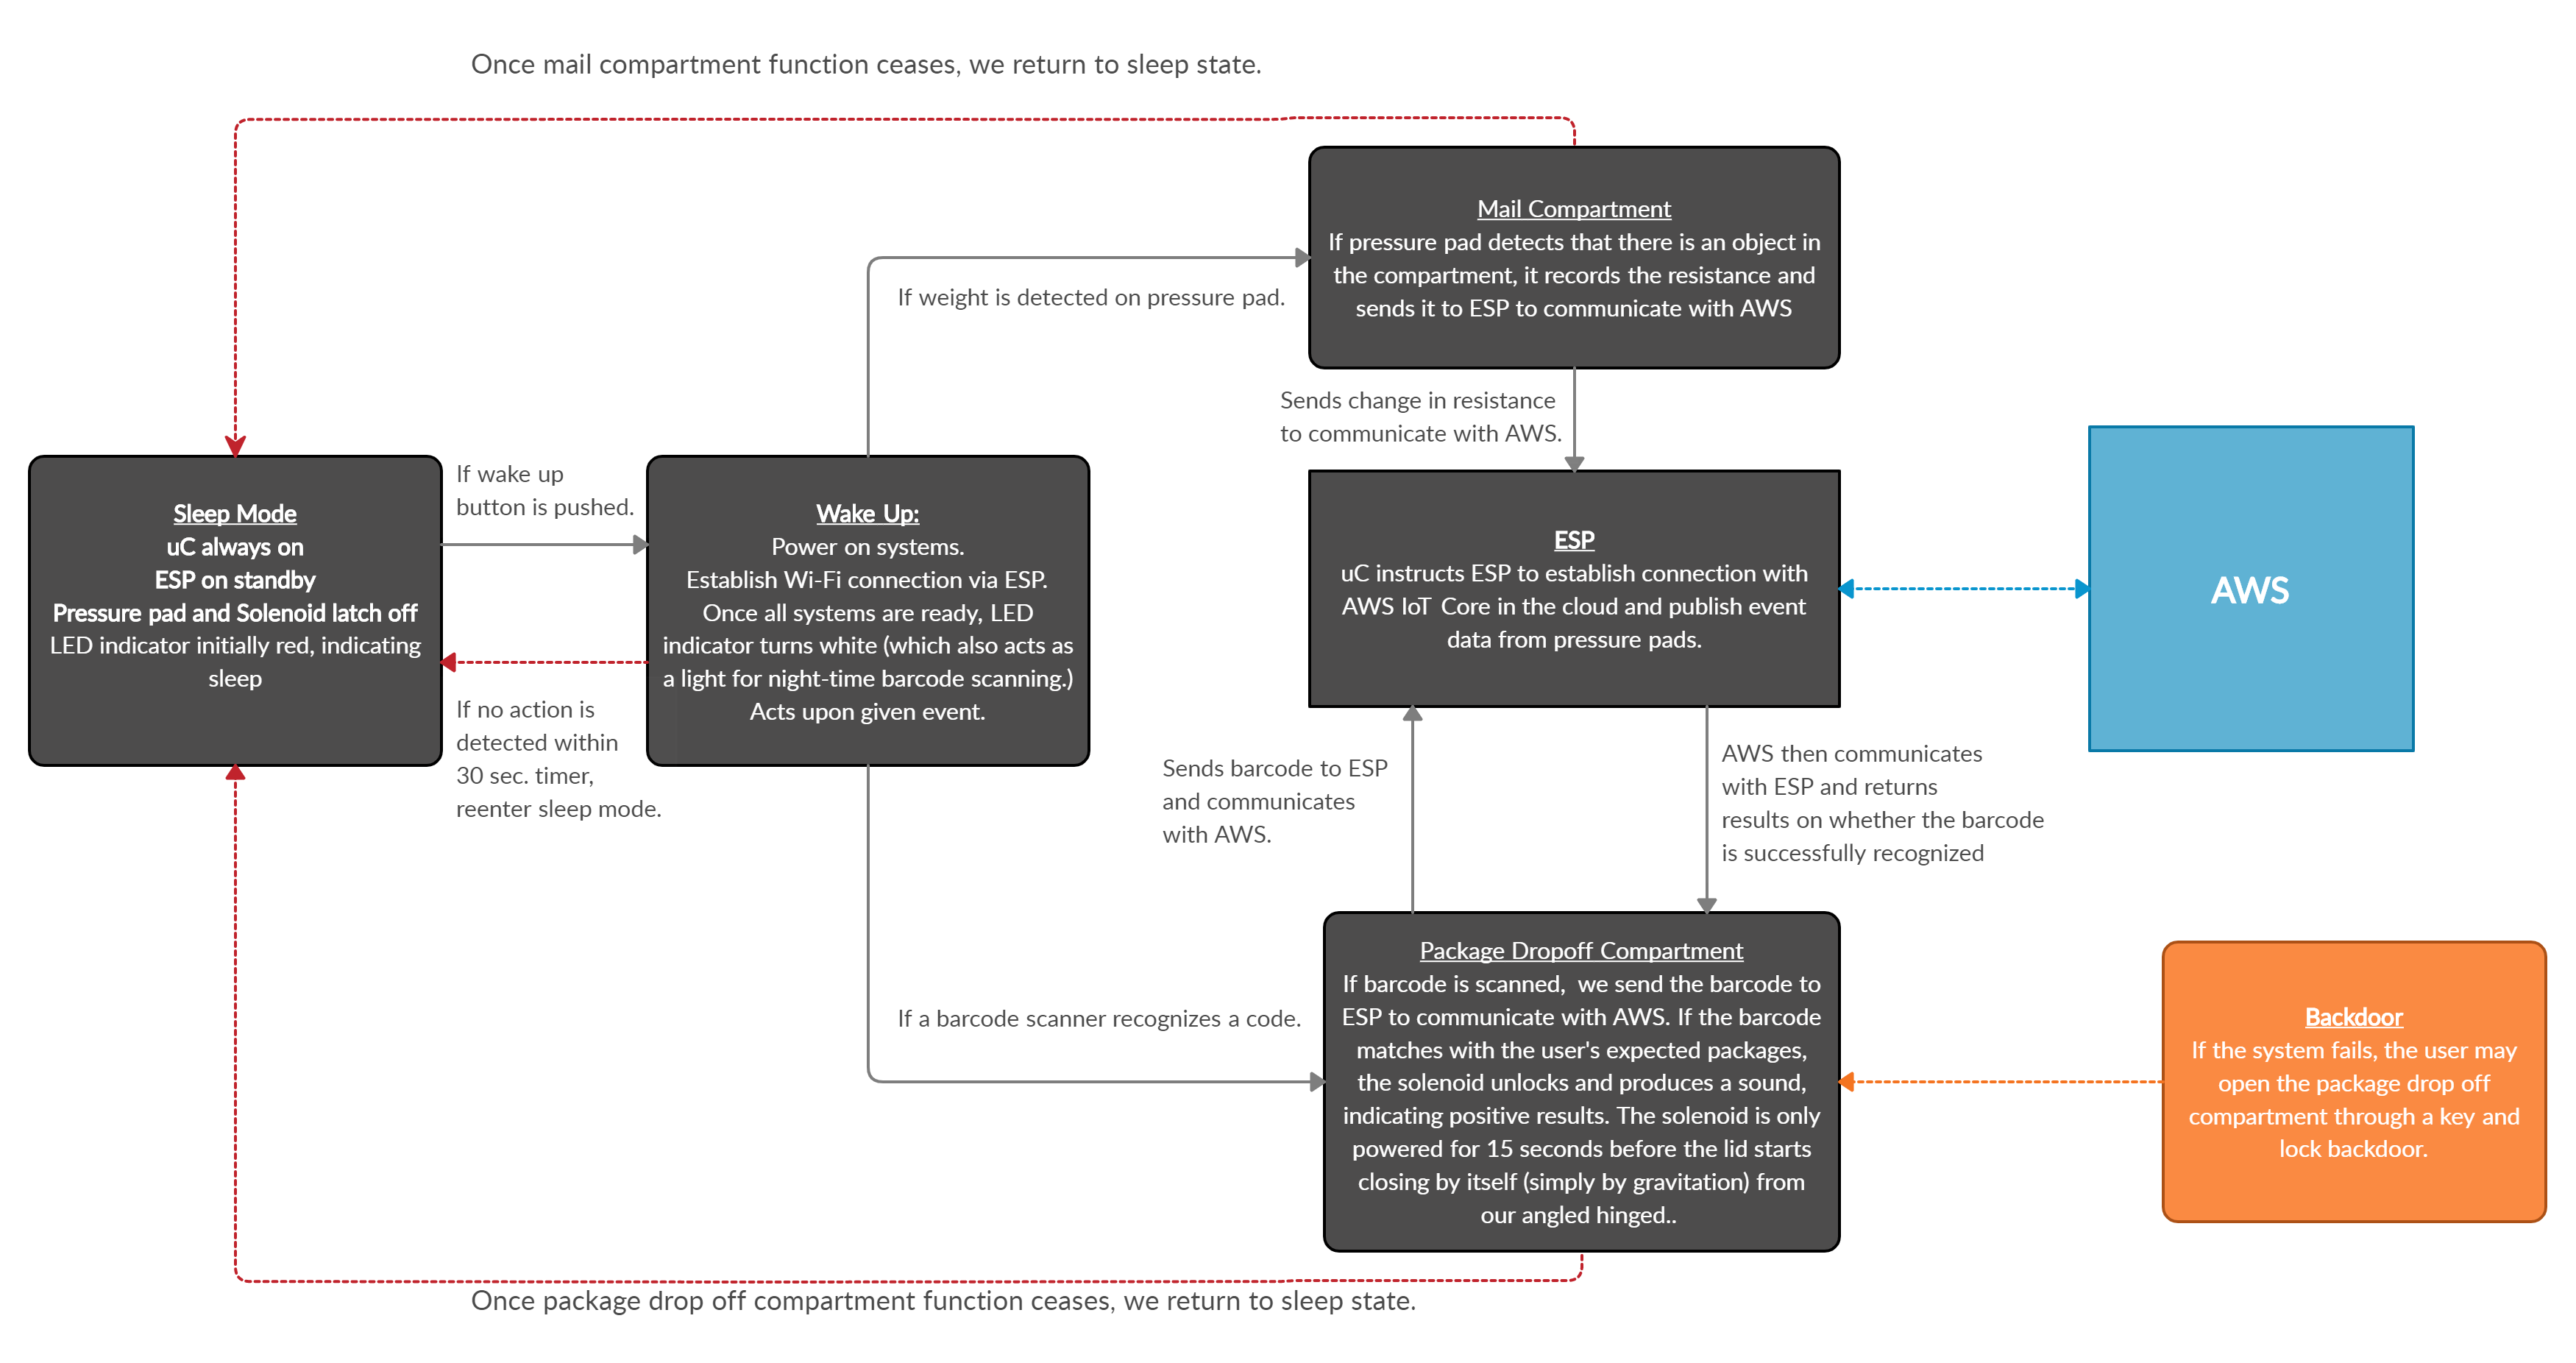 Once mail compartment function ceases, we return to sleep state.
Mail Compartment
If pressure pad detects that there is an object in
the compartment, it records the resistance and
sends it to ESP to communicate with AWS
If weight is detected on pressure pad.
Sends change in resistance
to communicate with AWS.
Sleep Mode
uC always on
ESP on standby
Pressure pad and Solenoid latch off
LED indicator initially red, indicating
sleep
If wake up
button is pushed.
Wake Up:
Power on systems.
Establish Wi-Fi connection via ESP.
Once all systems are ready, LED
indicator turns white (which also acts as
a light for night-time barcode scanning.)
Acts upon given event.
If no action is
detected within
30 sec. timer,
reenter sleep mode.
ESP
uC instructs ESP to establish connection with
AWS IoT Core in the cloud and publish event
data from pressure pads.
AWS
Sends barcode to ESP
and communicates
with AWS.
AWS then communicates
with ESP and returns
results on whether the barcode
is successfully recognized
If a barcode scanner recognizes a code.
Package Dropoff Compartment
If barcode is scanned, we send the barcode to
ESP to communicate with AWS. If the barcode
matches with the user's expected packages,
the solenoid unlocks and produces a sound,
indicating positive results. The solenoid is only
powered for 15 seconds before the lid starts
closing by itself (simply by gravitation) from
our angled hinged..
Backdoor
If the system fails, the user may
open the package drop off
compartment through a key and
lock backdoor.
Once package drop off compartment function ceases, we return to sleep state.